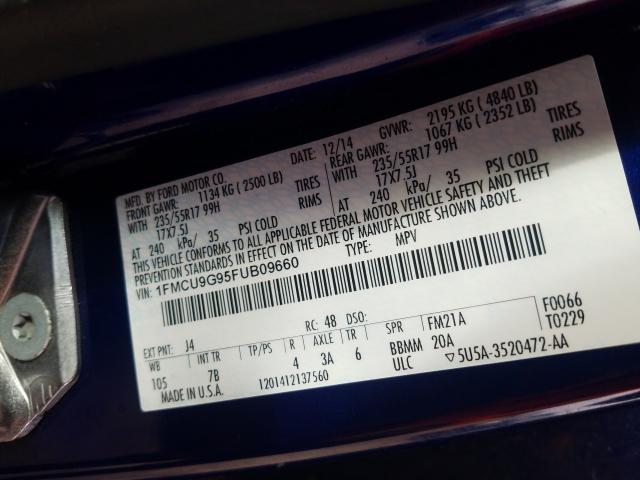 MFD. BY FORD MOTOR CO. DATE: 12/14 GVWR: 2195 KG ( 4840 LB)
FRONT GAWR: 1134 KG ( 2500 LB) REAR GAWR: 1067 KG ( 2352 LB)
WITH 235/55R17 99H TIRES WITH 235/55R17 99H TIRES
17X7.5J RIMS 17X7.5J RIMS
AT 240 kPa/ 35 PSI COLD AT 240 kPa/ 35 PSI COLD
THIS VEHICLE CONFORMS TO ALL APPLICABLE FEDERAL MOTOR VEHICLE SAFETY AND THEFT
PREVENTION STANDARDS IN EFFECT ON THE DATE OF MANUFACTURE SHOWN ABOVE.
VIN: 1FMCU9G95FUB09660 TYPE: MPV
EXT PNT: J4 RC: 48 DSO: F0066
WB INT TR TP/PS R AXLE TR SPR FM21A T0229
105 7B 4 3A 6 BBMM 20A
MADE IN U.S.A. 1201412137560 ULC ▽5U5A-3520472-AA